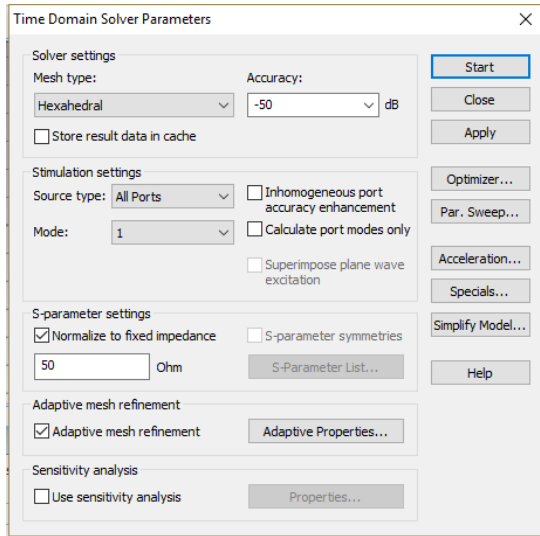 Time Domain Solver Parameters
Solver settings
Mesh type:
Accuracy:
Hexahedral
-50
dB
Store result data in cache
Stimulation settings
Source type:
All Ports
Inhomogeneous port
accuracy enhancement
Mode:
1
Calculate port modes only
Superimpose plane wave
excitation
S-parameter settings
Normalize to fixed impedance
S-parameter symmetries
50
Ohm
S-Parameter List...
Adaptive mesh refinement
Adaptive mesh refinement
Adaptive Properties...
Sensitivity analysis
Use sensitivity analysis
Properties...
Start
Close
Apply
Optimizer...
Par. Sweep...
Acceleration...
Specials...
Simplify Model...
Help